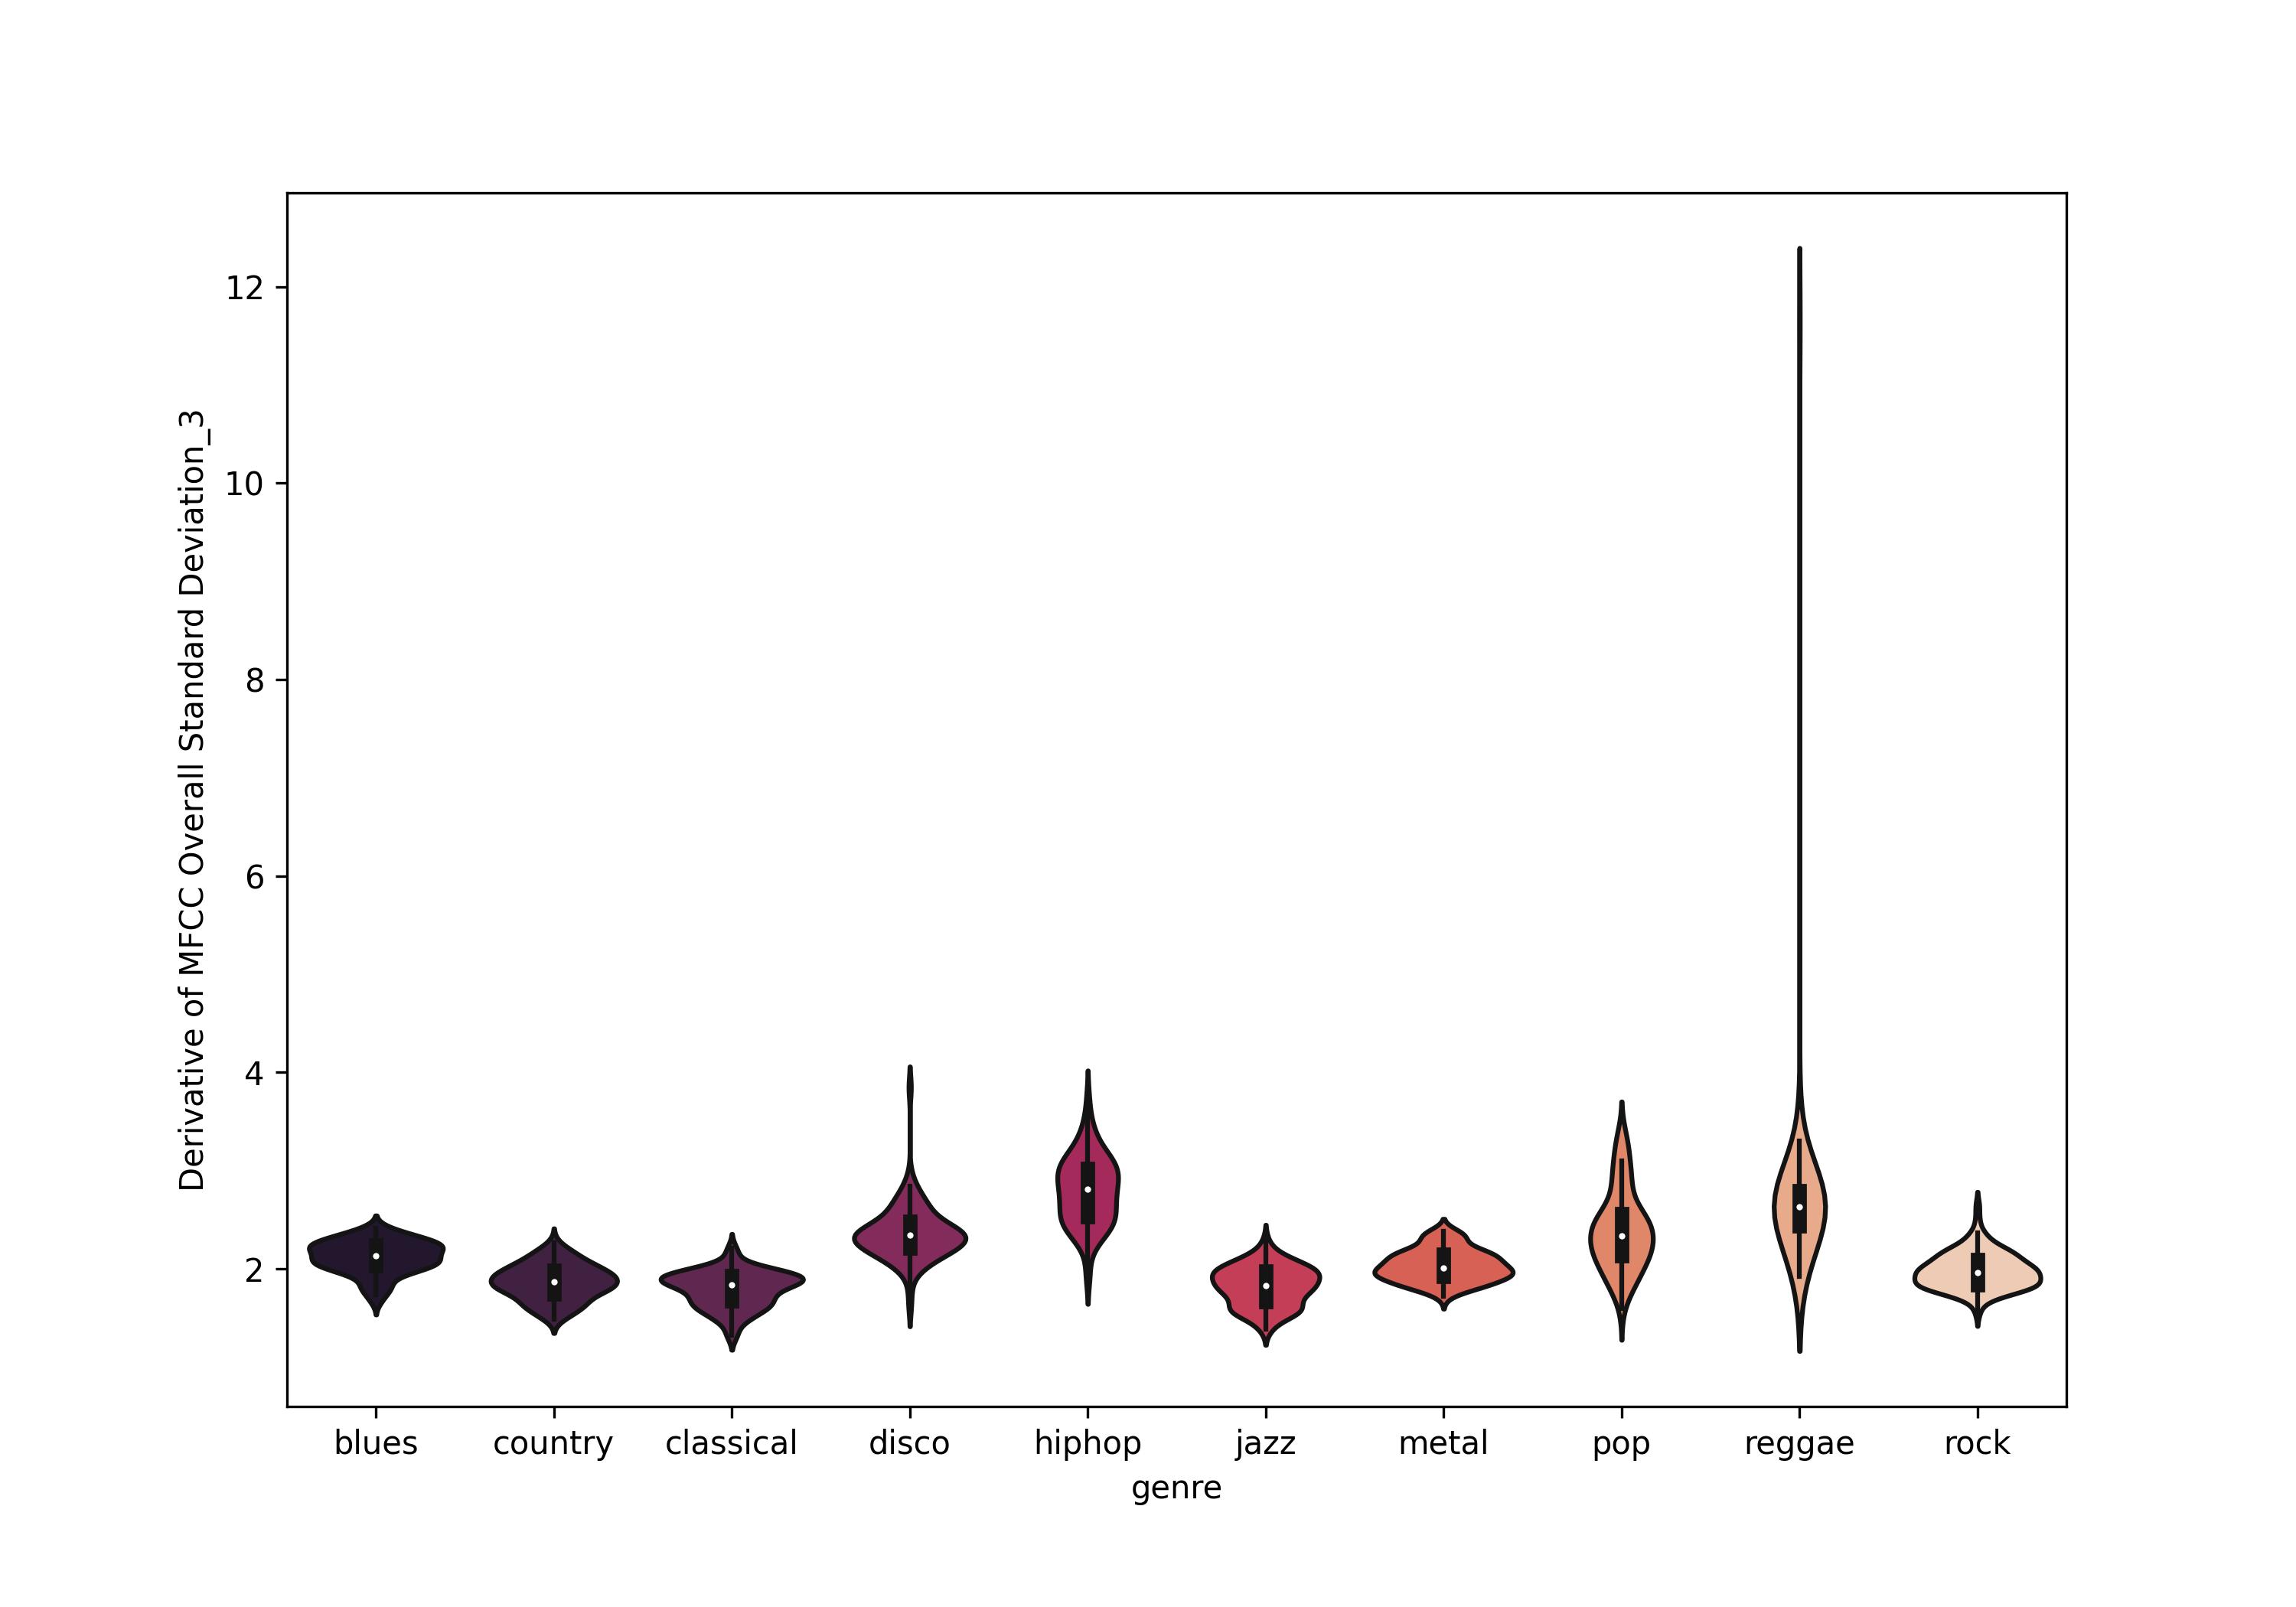 Derivative of MFCC Overall Standard Deviation_3
12
10
8
6
4
2
blues country classical disco hiphop jazz metal pop reggae rock
genre